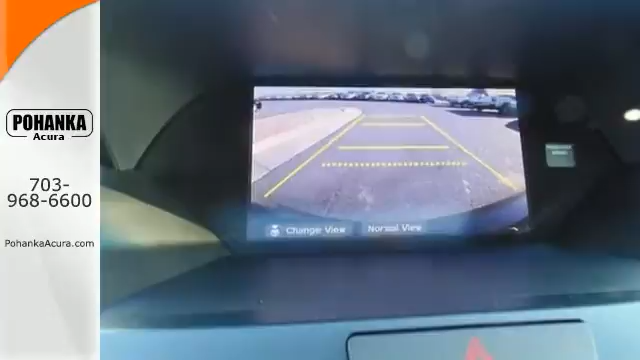 POHANKA
Acura
703-
968-6600
PohankaAcura.com
Change View
Normal View